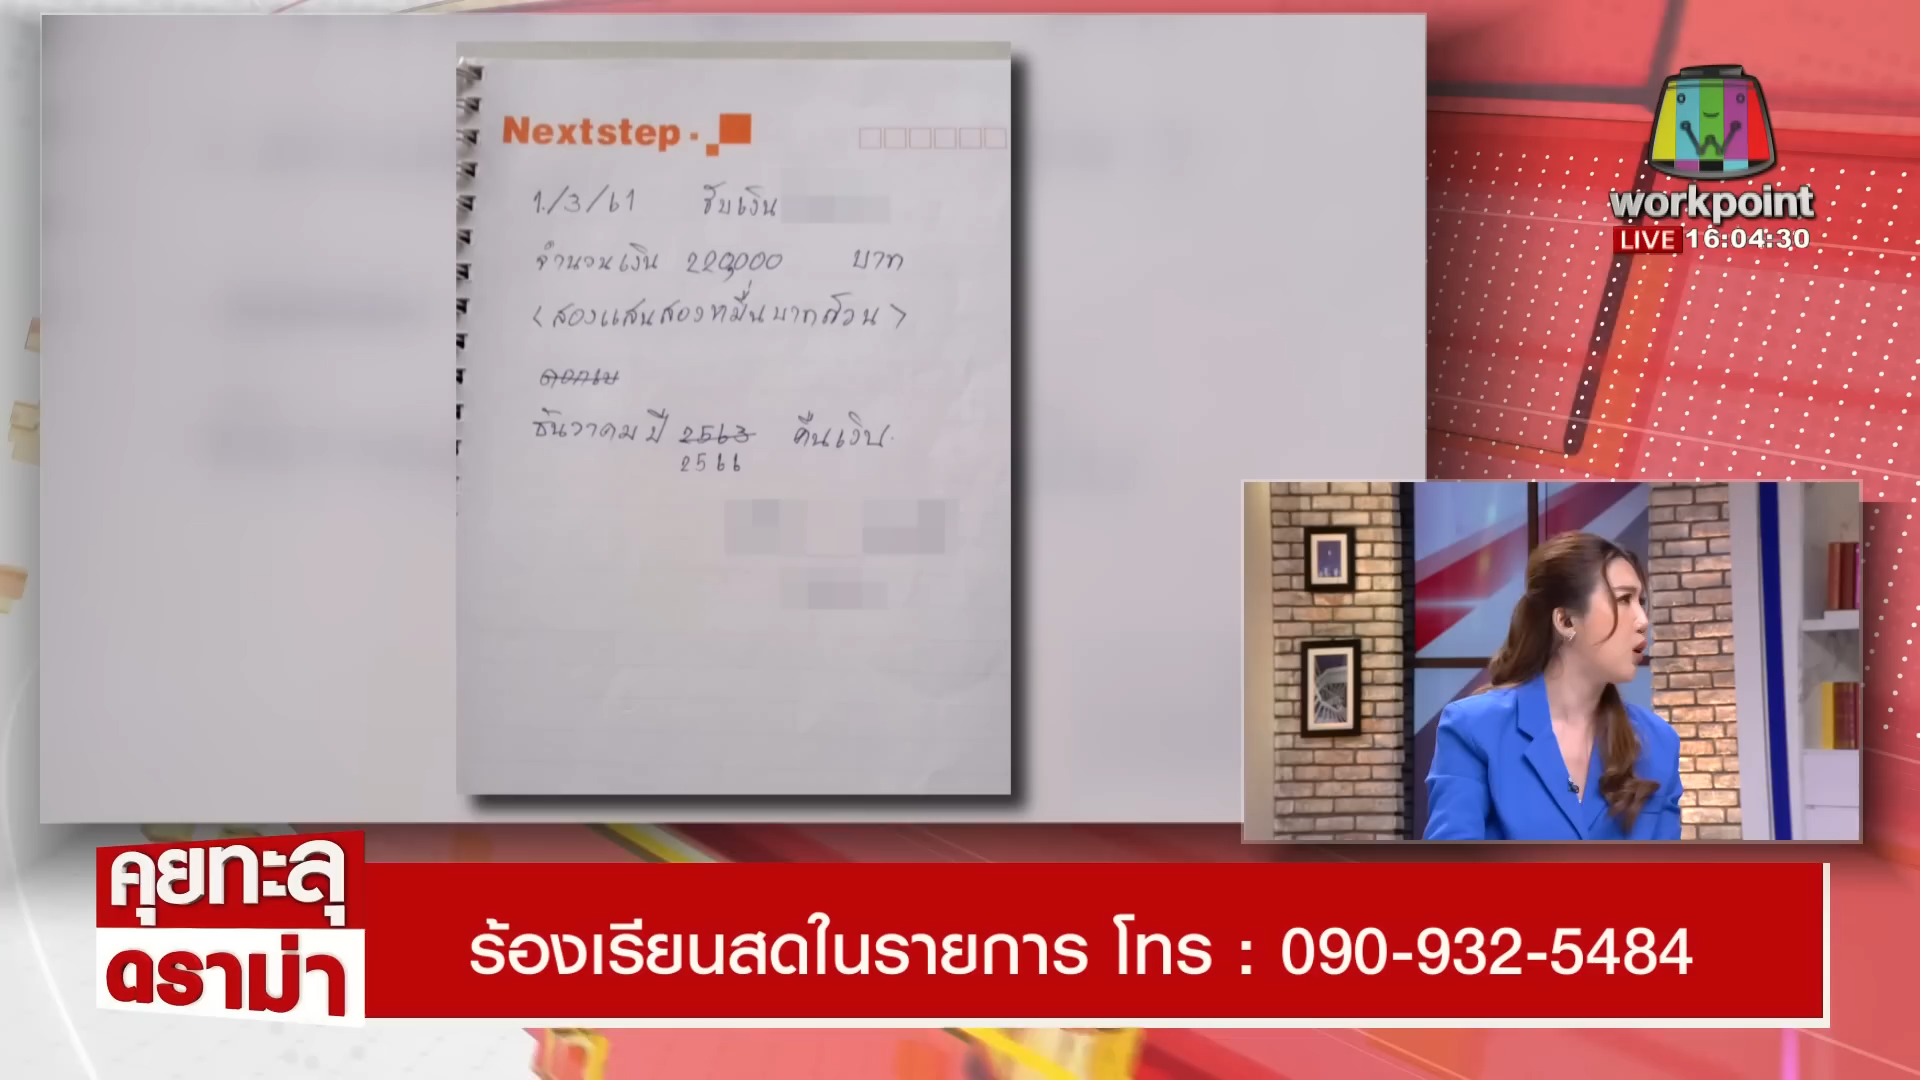 Nextstep
1/3/61 รับเงิน
จำนวนเงิน 220,000 บาท
(สองแสนสองหมื่นบาทถ้วน)
ธันวาคม ปี 2563 คืนเงิน
2566
workpoint
LIVE 16:04:30
คุยทะลุ
ดราม่า
ร้องเรียนสดในรายการ โทร : 090-932-5484